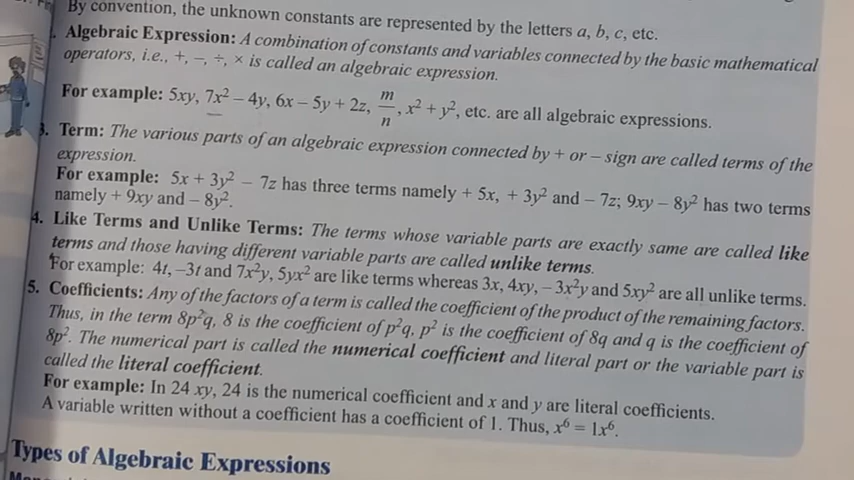 By convention, the unknown constants are represented by the letters a, b, c, etc.
Algebraic Expression: A combination of constants and variables connected by the basic mathematical
operators, i.e., +, –, ÷, × is called an algebraic expression.
For example: 5xy, 7x² – 4y, 6x – 5y + 2z, m/n, x² + y², etc. are all algebraic expressions.
3. Term: The various parts of an algebraic expression connected by + or – sign are called terms of the
expression.
For example: 5x + 3y² – 7z has three terms namely + 5x, + 3y² and – 7z; 9xy – 8y² has two terms
namely + 9xy and – 8y².
4. Like Terms and Unlike Terms: The terms whose variable parts are exactly same are called like
terms and those having different variable parts are called unlike terms.
For example: 4t, –3t and 7x²y, 5yx² are like terms whereas 3x, 4xy, – 3x²y and 5xy² are all unlike terms.
5. Coefficients: Any of the factors of a term is called the coefficient of the product of the remaining factors.
Thus, in the term 8p²q, 8 is the coefficient of p²q, p² is the coefficient of 8q and q is the coefficient of
8p². The numerical part is called the numerical coefficient and literal part or the variable part is
called the literal coefficient.
For example: In 24 xy, 24 is the numerical coefficient and x and y are literal coefficients.
A variable written without a coefficient has a coefficient of 1. Thus, x⁶ = 1x⁶.
Types of Algebraic Expressions